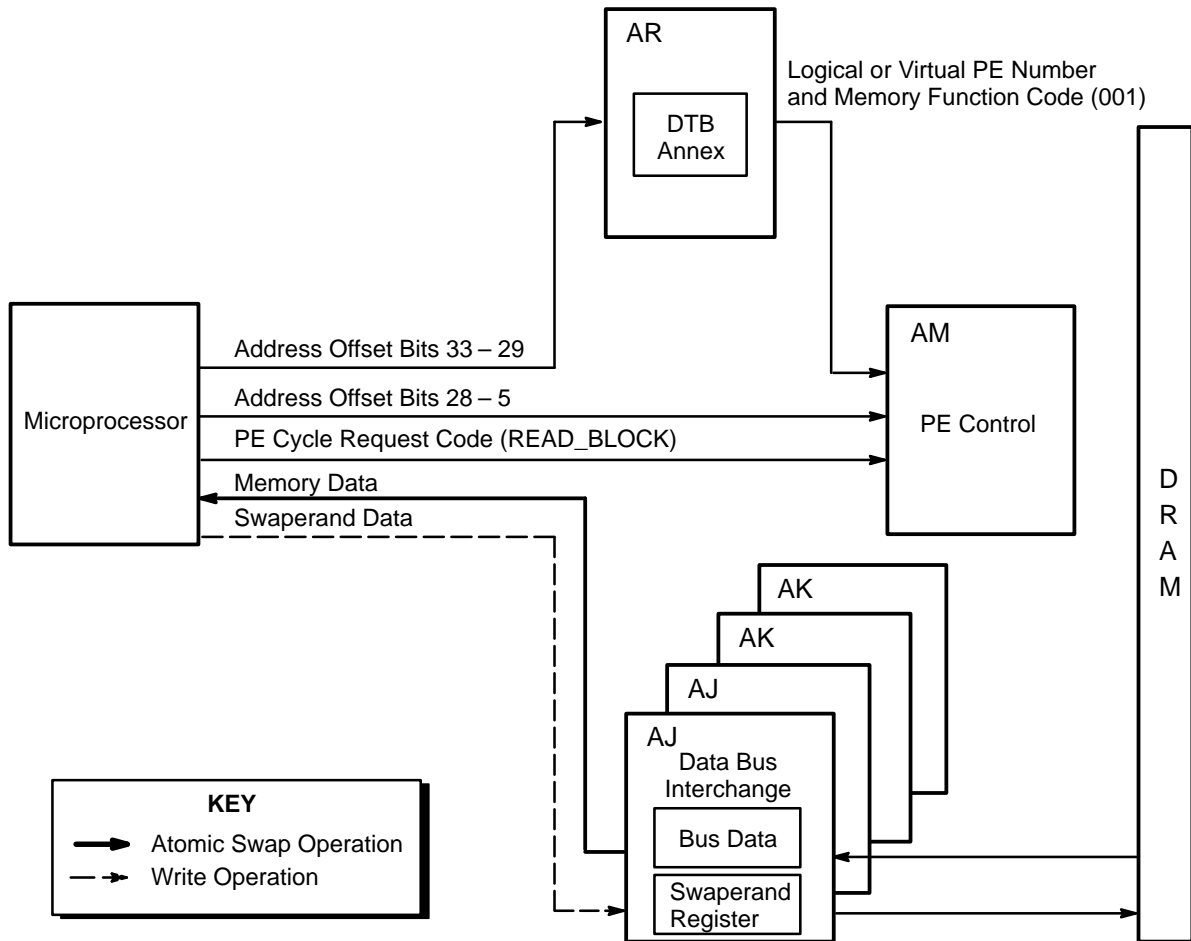 AR
DTB
Annex
Logical or Virtual PE Number
and Memory Function Code (001)
Microprocessor
Address Offset Bits 33 – 29
Address Offset Bits 28 – 5
PE Cycle Request Code (READ_BLOCK)
Memory Data
Swaperand Data
AM
PE Control
D
R
A
M
AK
AK
AJ
AJ
Data Bus
Interchange
Bus Data
Swaperand
Register
KEY
Atomic Swap Operation
Write Operation